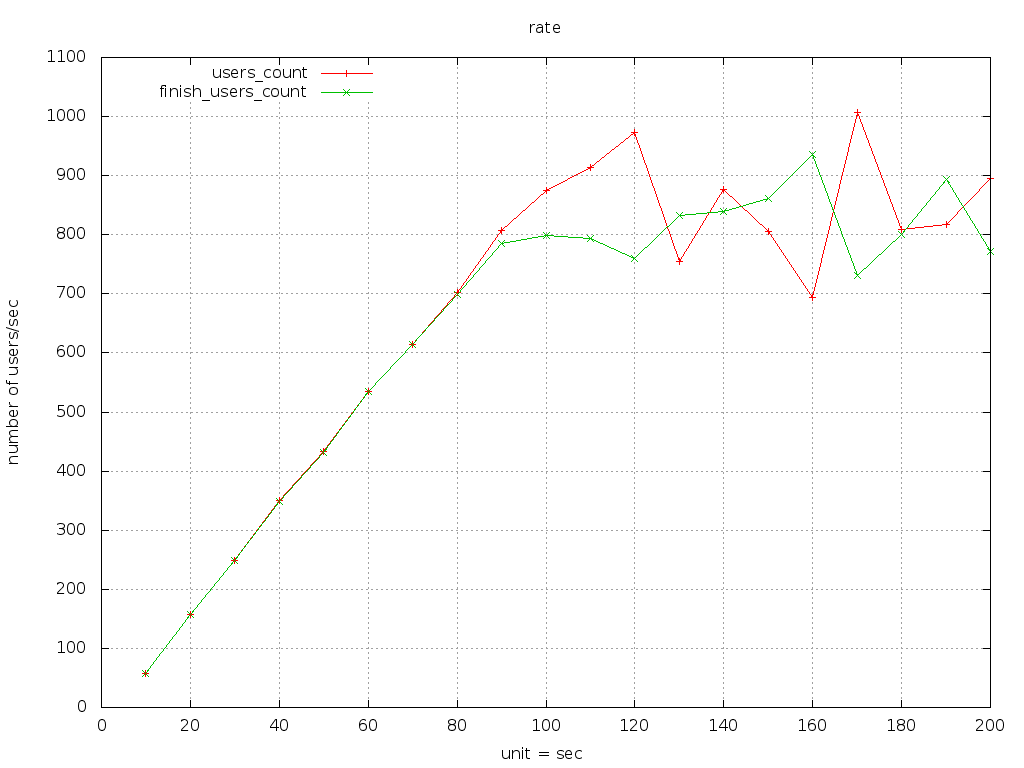 rate
1100
1000
900
800
700
600
500
400
300
200
100
0
users_count
finish_users_count
number of users/sec
0 20 40 60 80 100 120 140 160 180 200
unit = sec